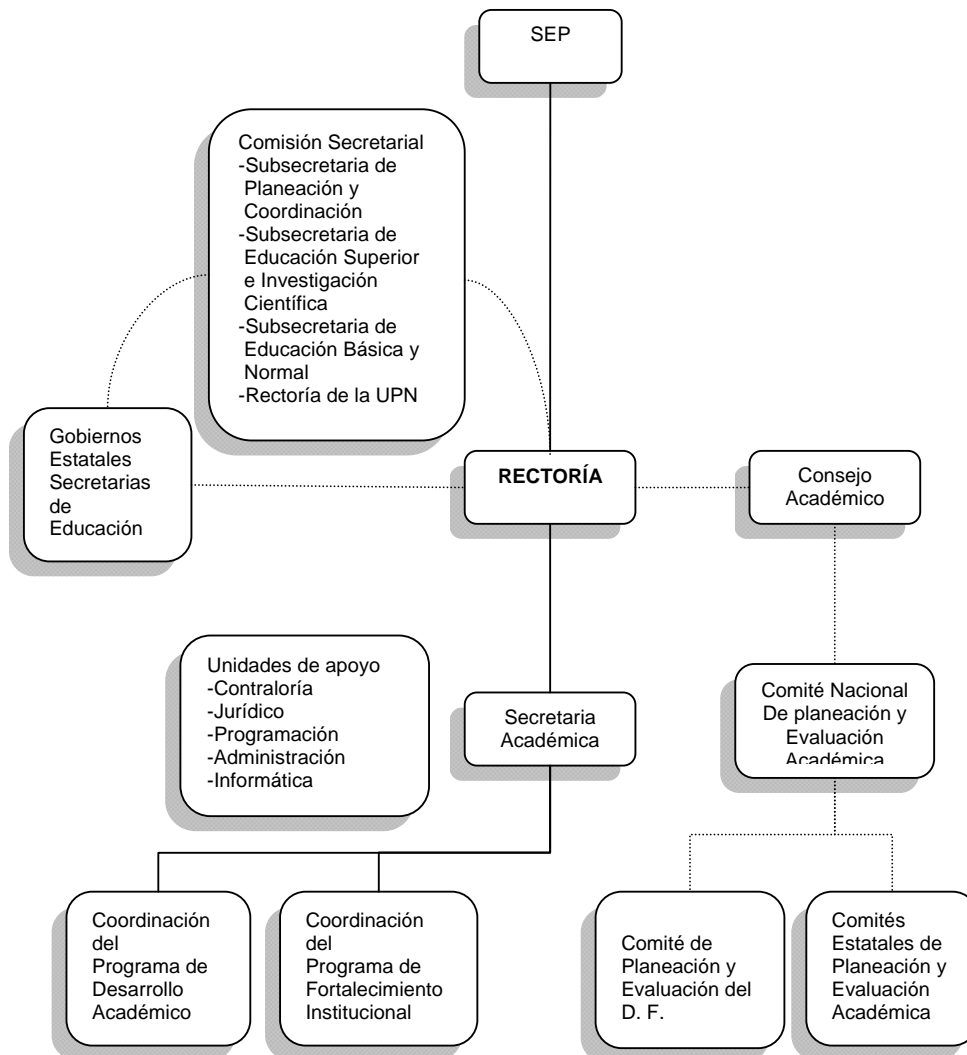 SEP
Comisión Secretarial
-Subsecretaria de
Planeación y
Coordinación
-Subsecretaria de
Educación Superior
e Investigación
Científica
-Subsecretaria de
Educación Básica y
Normal
-Rectoría de la UPN
Gobiernos
Estatales
Secretarias
de
Educación
RECTORÍA
Consejo
Académico
Unidades de apoyo
-Contraloría
-Jurídico
-Programación
-Administración
-Informática
Secretaria
Académica
Comité Nacional
De planeación y
Evaluación
Académica
Coordinación
del
Programa de
Desarrollo
Académico
Coordinación
del
Programa de
Fortalecimiento
Institucional
Comité de
Planeación y
Evaluación del
D. F.
Comités
Estatales de
Planeación y
Evaluación
Académica